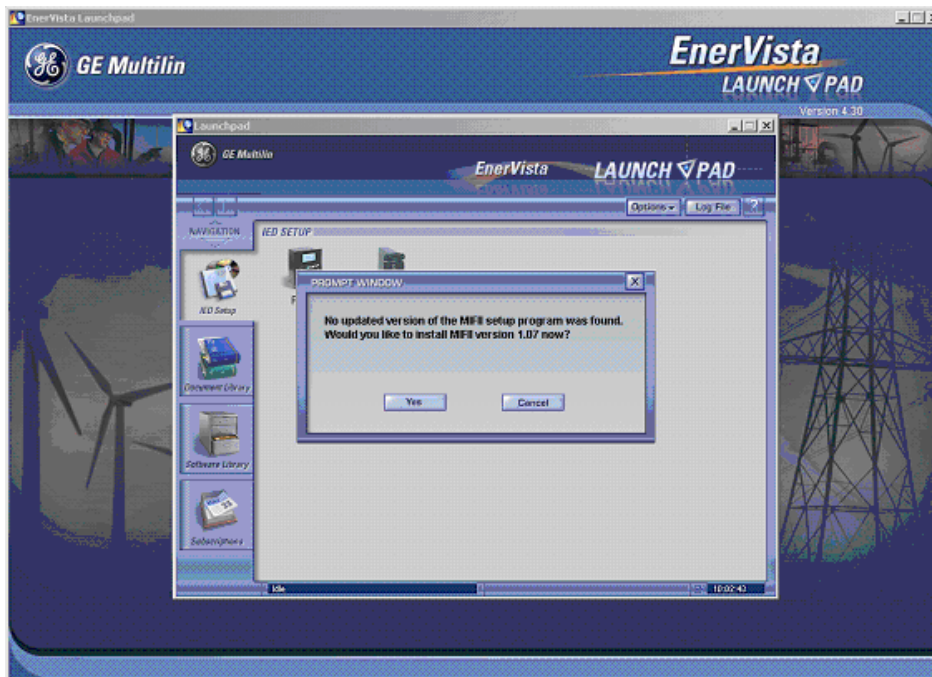 EnerVista Launchpad
GE Multilin
EnerVista
LAUNCH PAD
Version 4.30
Launchpad
GE Multilin
EnerVista LAUNCH PAD
Options Log File ?
NAVIGATION
IED SETUP
IED Setup
PROMPT WINDOW
No updated version of the MIFII setup program was found.
Would you like to install MIFII version 1.07 now?
Yes Cancel
Document Library
Software Library
Subscriptions
Idle
10:02:43